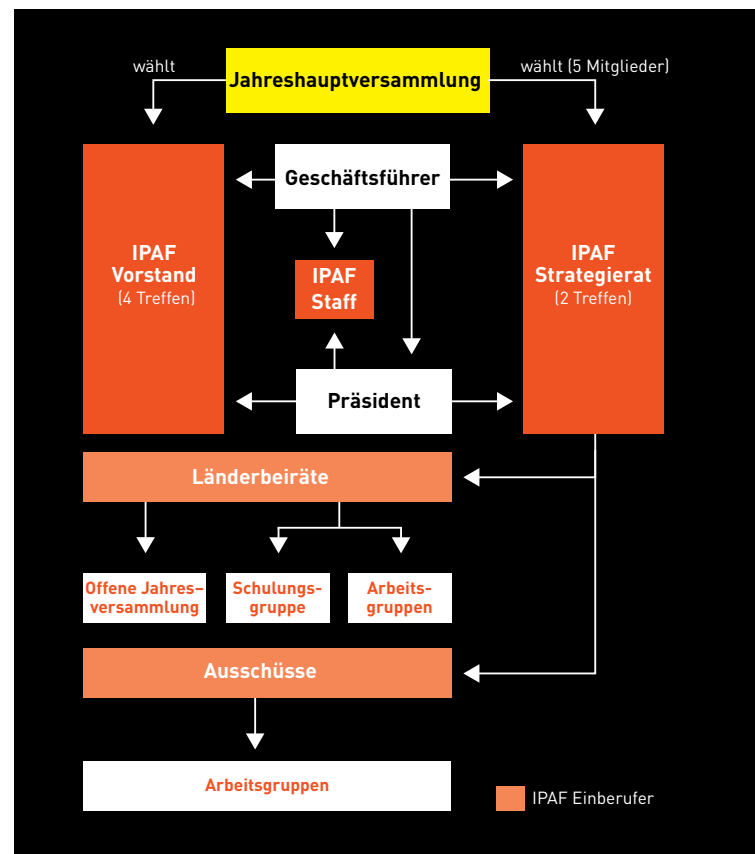 wählt
Jahreshauptversammlung
wählt (5 Mitglieder)
Geschäftsführer
IPAF
Vorstand
(4 Treffen)
IPAF
Staff
IPAF
Strategierat
(2 Treffen)
Präsident
Länderbeiräte
Offene Jahres–
versammlung
Schulungs-
gruppe
Arbeits-
gruppen
Ausschüsse
Arbeitsgruppen
IPAF Einberufer